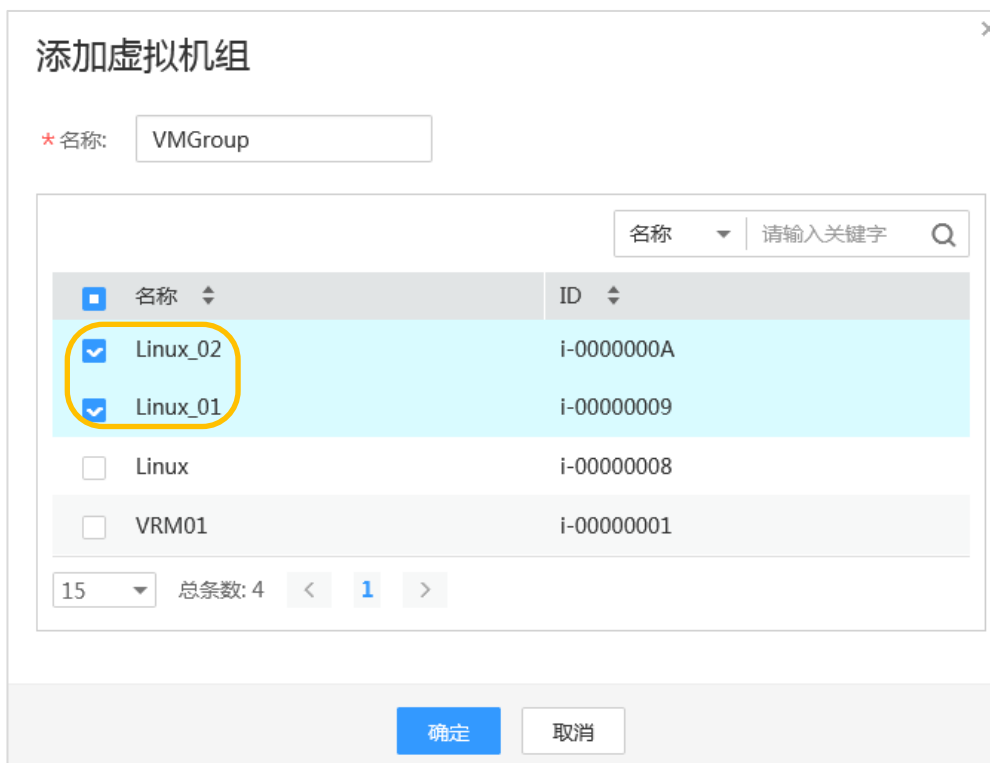 添加虚拟机组
* 名称: VMGroup
名称 请输入关键字
名称 ID
Linux_02 i-0000000A
Linux_01 i-00000009
Linux i-00000008
VRM01 i-00000001
15 总条数: 4 < 1 >
确定 取消